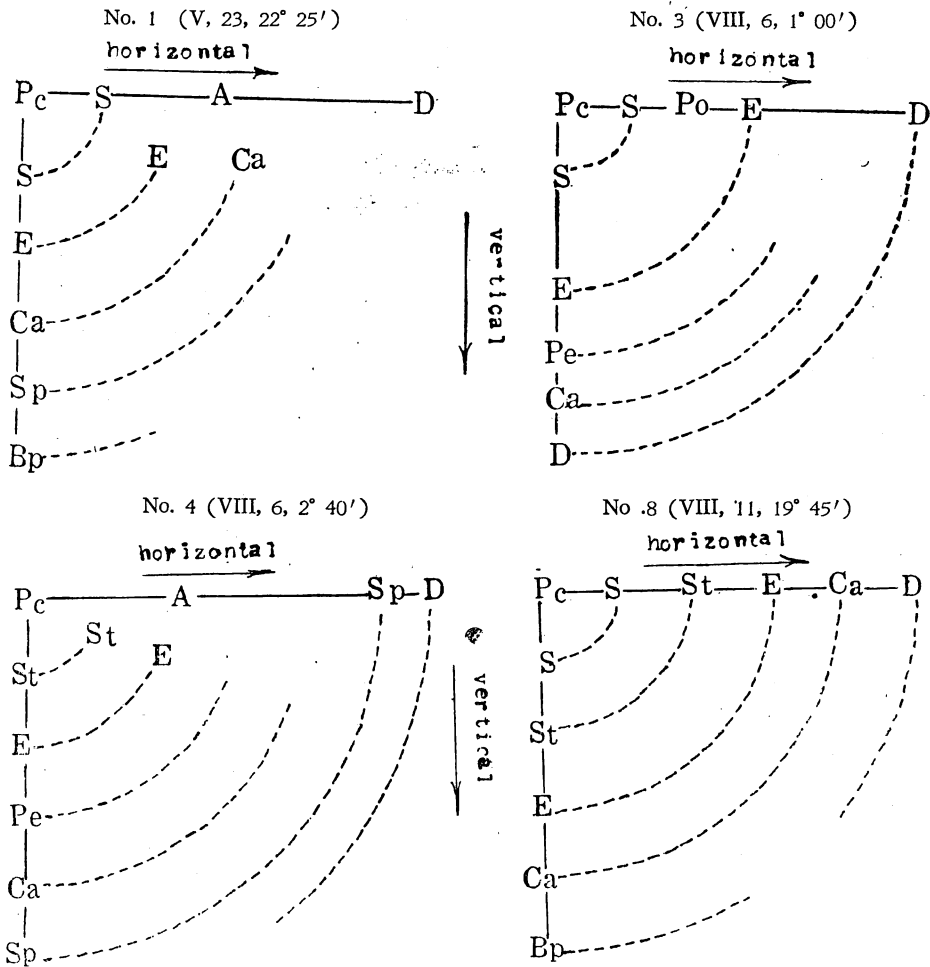 No. 1 (V, 23, 22° 25′)
horizontal
Pc S A D
S
E Ca
E
Ca
Sp
Bp
vertical
No. 3 (VIII, 6, 1° 00′)
horizontal
Pc S Po E D
S
E
Pe
Ca
D
No. 4 (VIII, 6, 2° 40′)
horizontal
Pc A Sp D
St
E
St
E
Pe
Ca
Sp
vertical
No .8 (VIII, 11, 19° 45′)
horizontal
Pc S St E Ca D
S
St
E
Ca
Bp